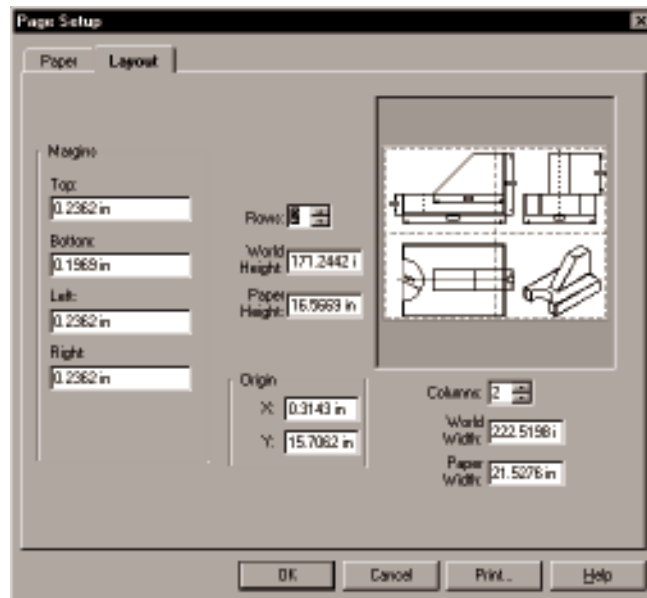 Page Setup
Paper
Layout
Margins
Top:
0.2362 in
Bottom:
0.1969 in
Left:
0.2362 in
Right
0.2362 in
Rows:
World
Height: 171.2442 i
Paper
Height: 16.9669 in
Origin
X: 0.3143 in
Y: 15.7062 in
Columns: 2
World
Width: 222.5198 i
Paper
Width: 21.5276 in
OK
Cancel
Print...
Help